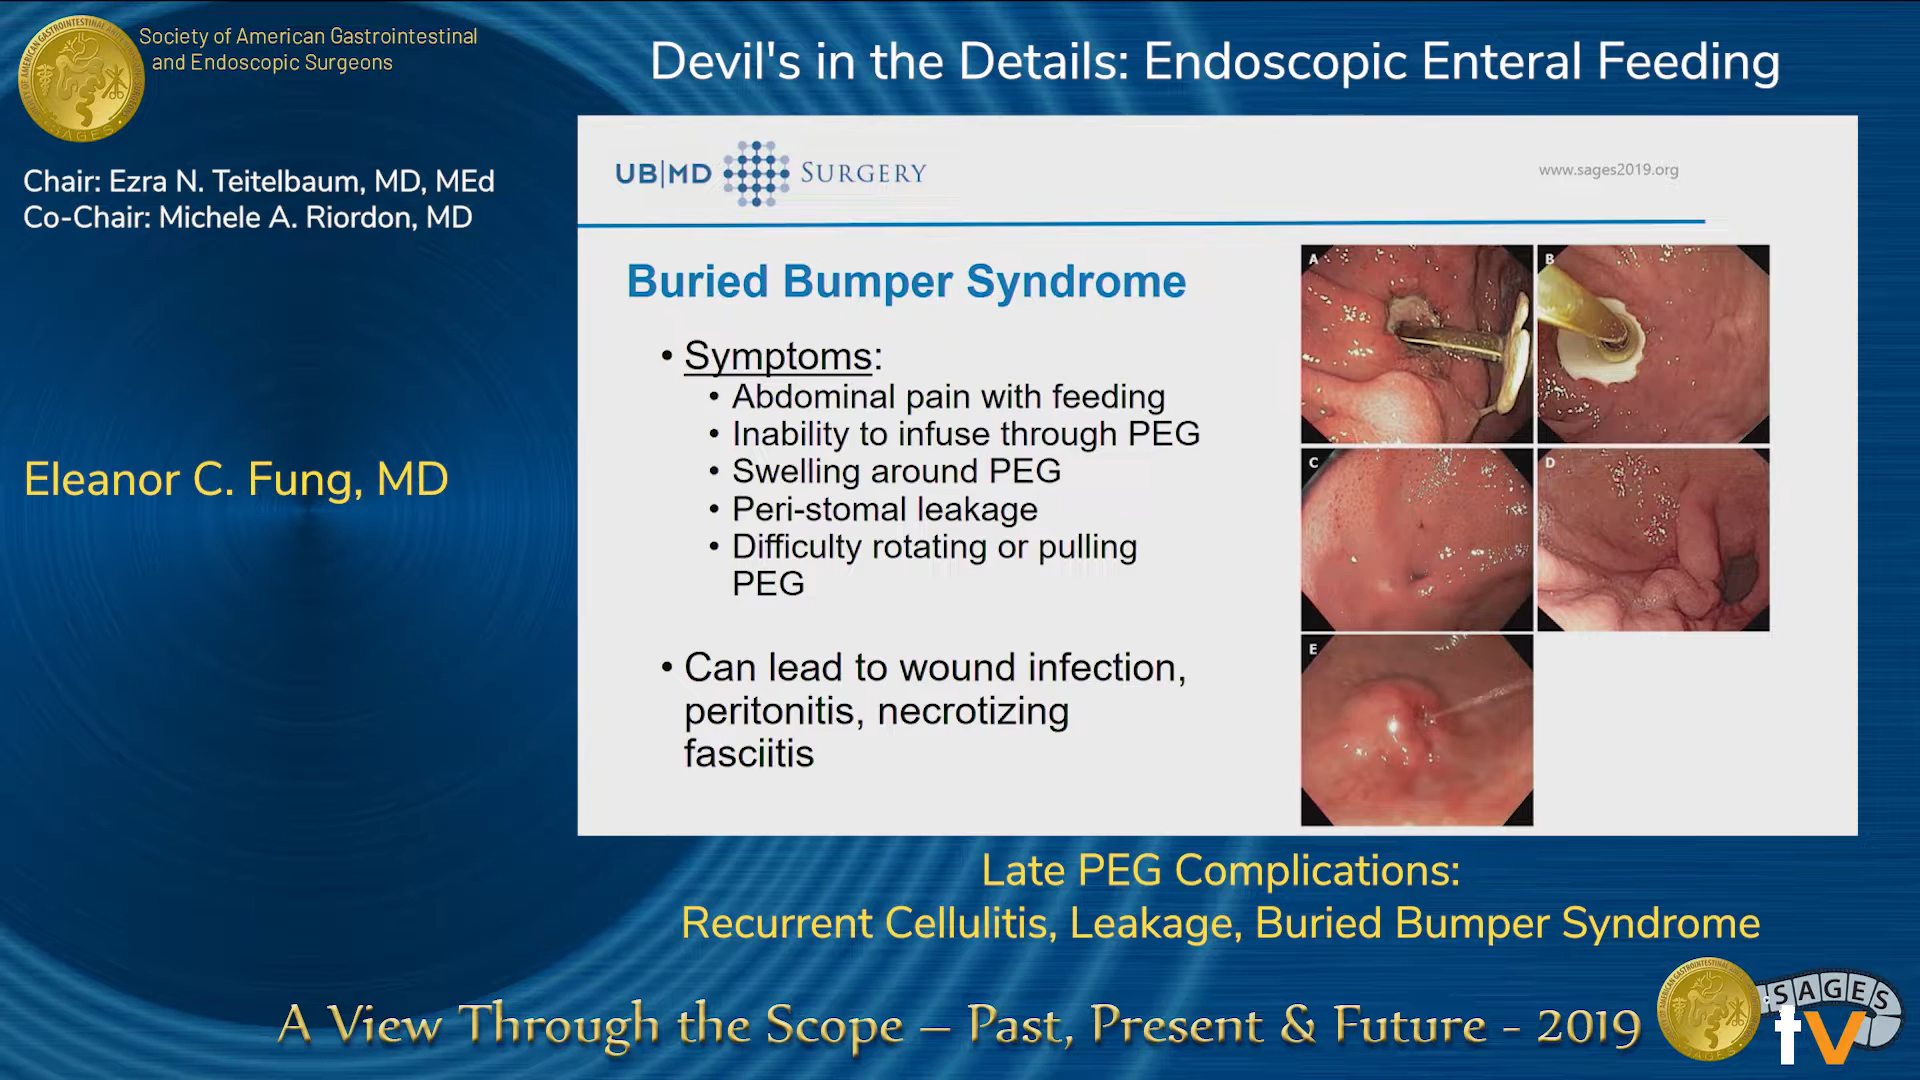 Society of American Gastrointestinal
and Endoscopic Surgeons
Devil's in the Details: Endoscopic Enteral Feeding
Chair: Ezra N. Teitelbaum, MD, MEd
Co-Chair: Michele A. Riordon, MD
Eleanor C. Fung, MD
UB|MD SURGERY
www.sages2019.org
Buried Bumper Syndrome
• Symptoms:
• Abdominal pain with feeding
• Inability to infuse through PEG
• Swelling around PEG
• Peri-stomal leakage
• Difficulty rotating or pulling
PEG
• Can lead to wound infection,
peritonitis, necrotizing
fasciitis
A
B
C
D
E
Late PEG Complications:
Recurrent Cellulitis, Leakage, Buried Bumper Syndrome
A View Through the Scope – Past, Present & Future - 2019
SAGES
tv